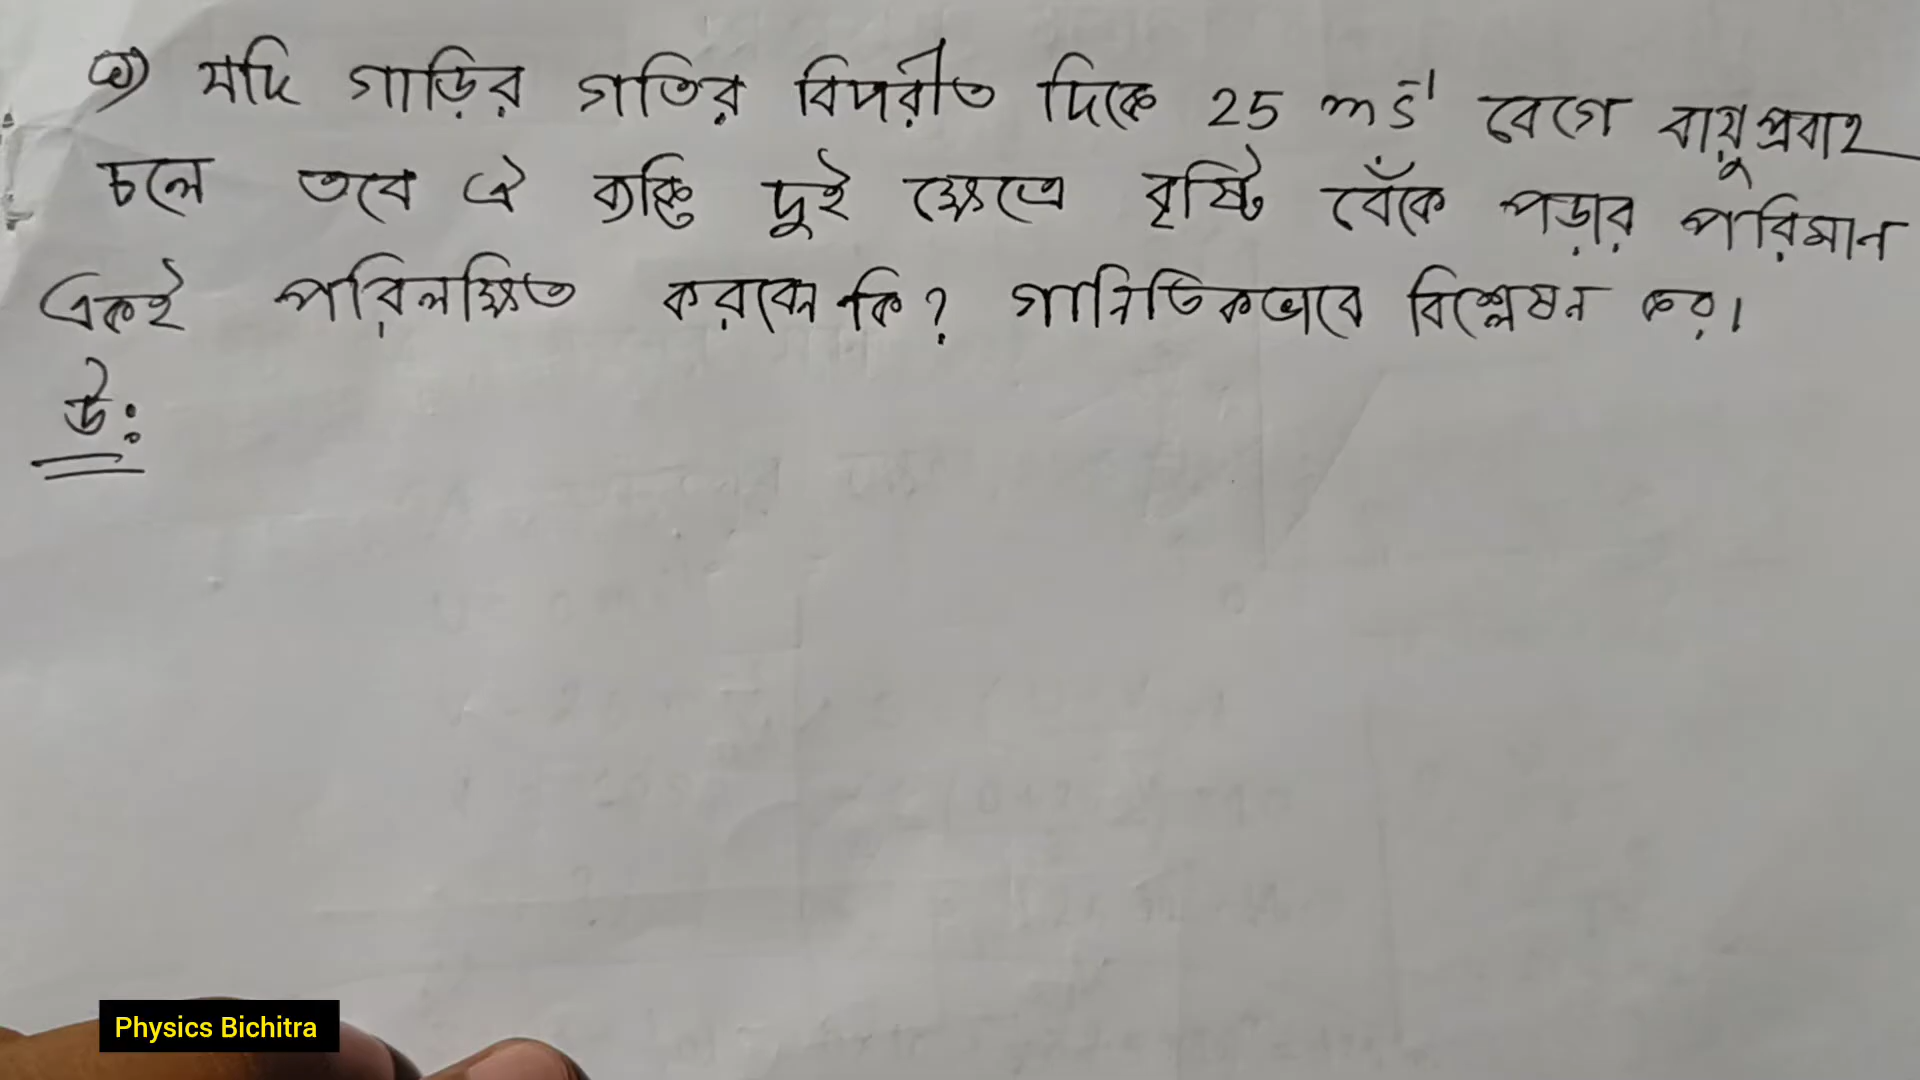 ঘ) যদি গাড়ির গতির বিপরীত দিকে 25 ms⁻¹ বেগে বায়ুপ্রবাহ
চলে তবে ঐ ব্যক্তি দুই ক্ষেত্রে বৃষ্টি বেঁকে পড়ার পরিমান
একই পরিলক্ষিত করবেন কি? গানিতিকভাবে বিশ্লেষন কর।
উ:
Physics Bichitra